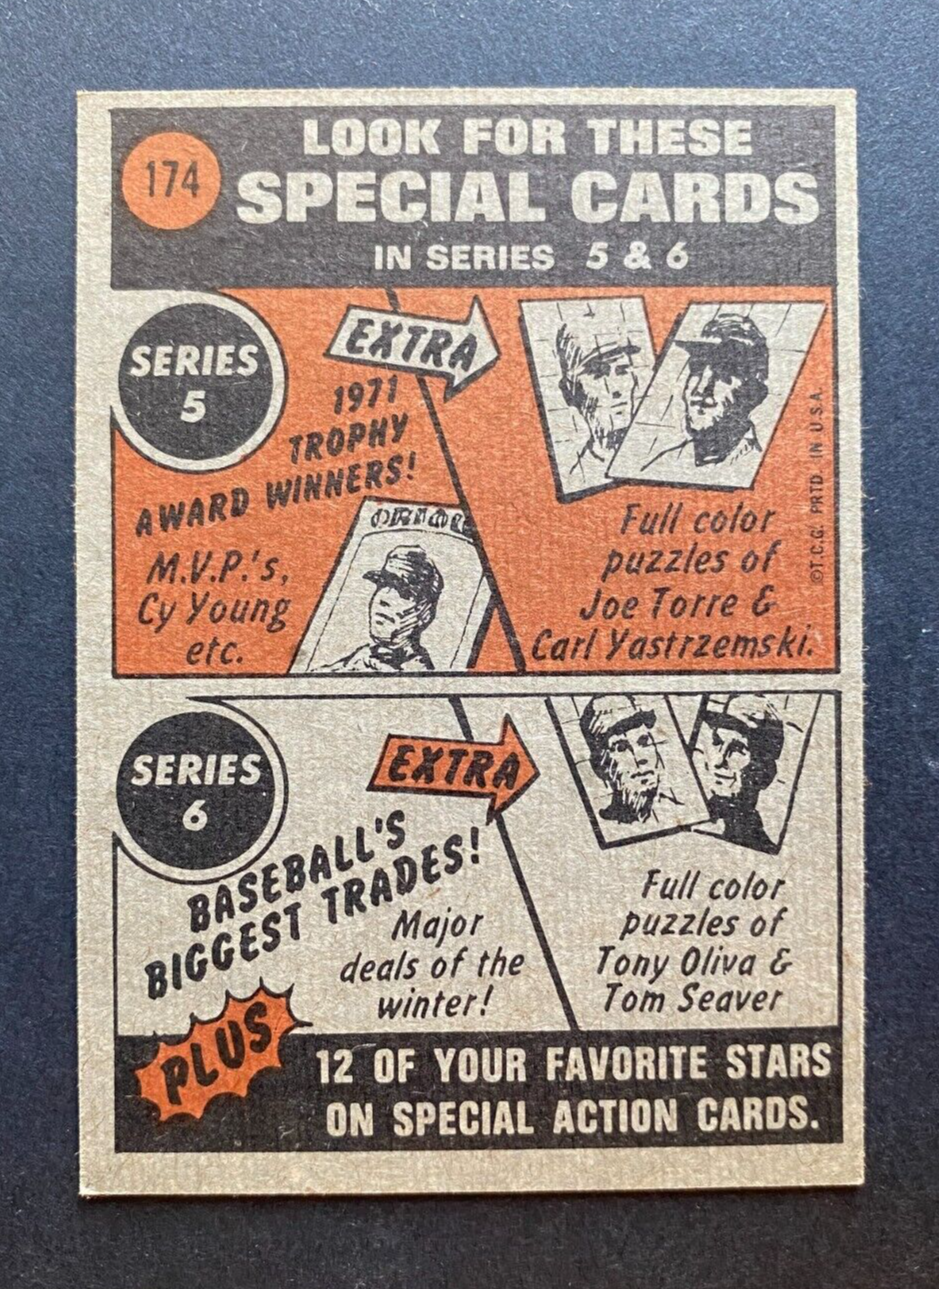 174
LOOK FOR THESE
SPECIAL CARDS
IN SERIES 5 & 6
SERIES
5
EXTRA
1971
TROPHY
AWARD WINNERS!
M.V.P.'s,
Cy Young
etc.
ORIOL
Full color
puzzles of
Joe Torre &
Carl Yastrzemski.
©T.C.G. PRTD. IN U.S.A.
SERIES
6
EXTRA
BASEBALL'S
BIGGEST TRADES!
Major
deals of the
winter!
Full color
puzzles of
Tony Oliva &
Tom Seaver
PLUS
12 OF YOUR FAVORITE STARS
ON SPECIAL ACTION CARDS.